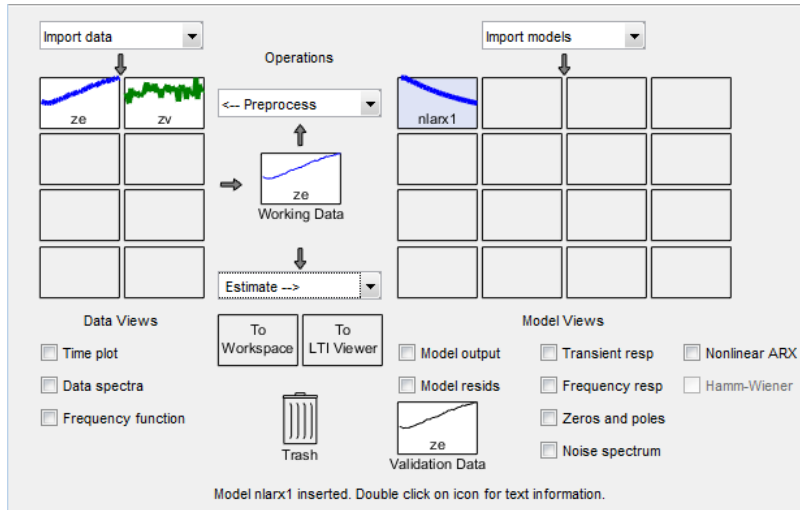 Import data
Import models
Operations
ze
zv
<-- Preprocess
nlarx1
ze
Working Data
Estimate -->
Data Views
To Workspace
To LTI Viewer
Model Views
Time plot
Model output
Transient resp
Nonlinear ARX
Data spectra
Model resids
Frequency resp
Hamm-Wiener
Frequency function
Zeros and poles
Trash
ze
Validation Data
Noise spectrum
Model nlarx1 inserted. Double click on icon for text information.